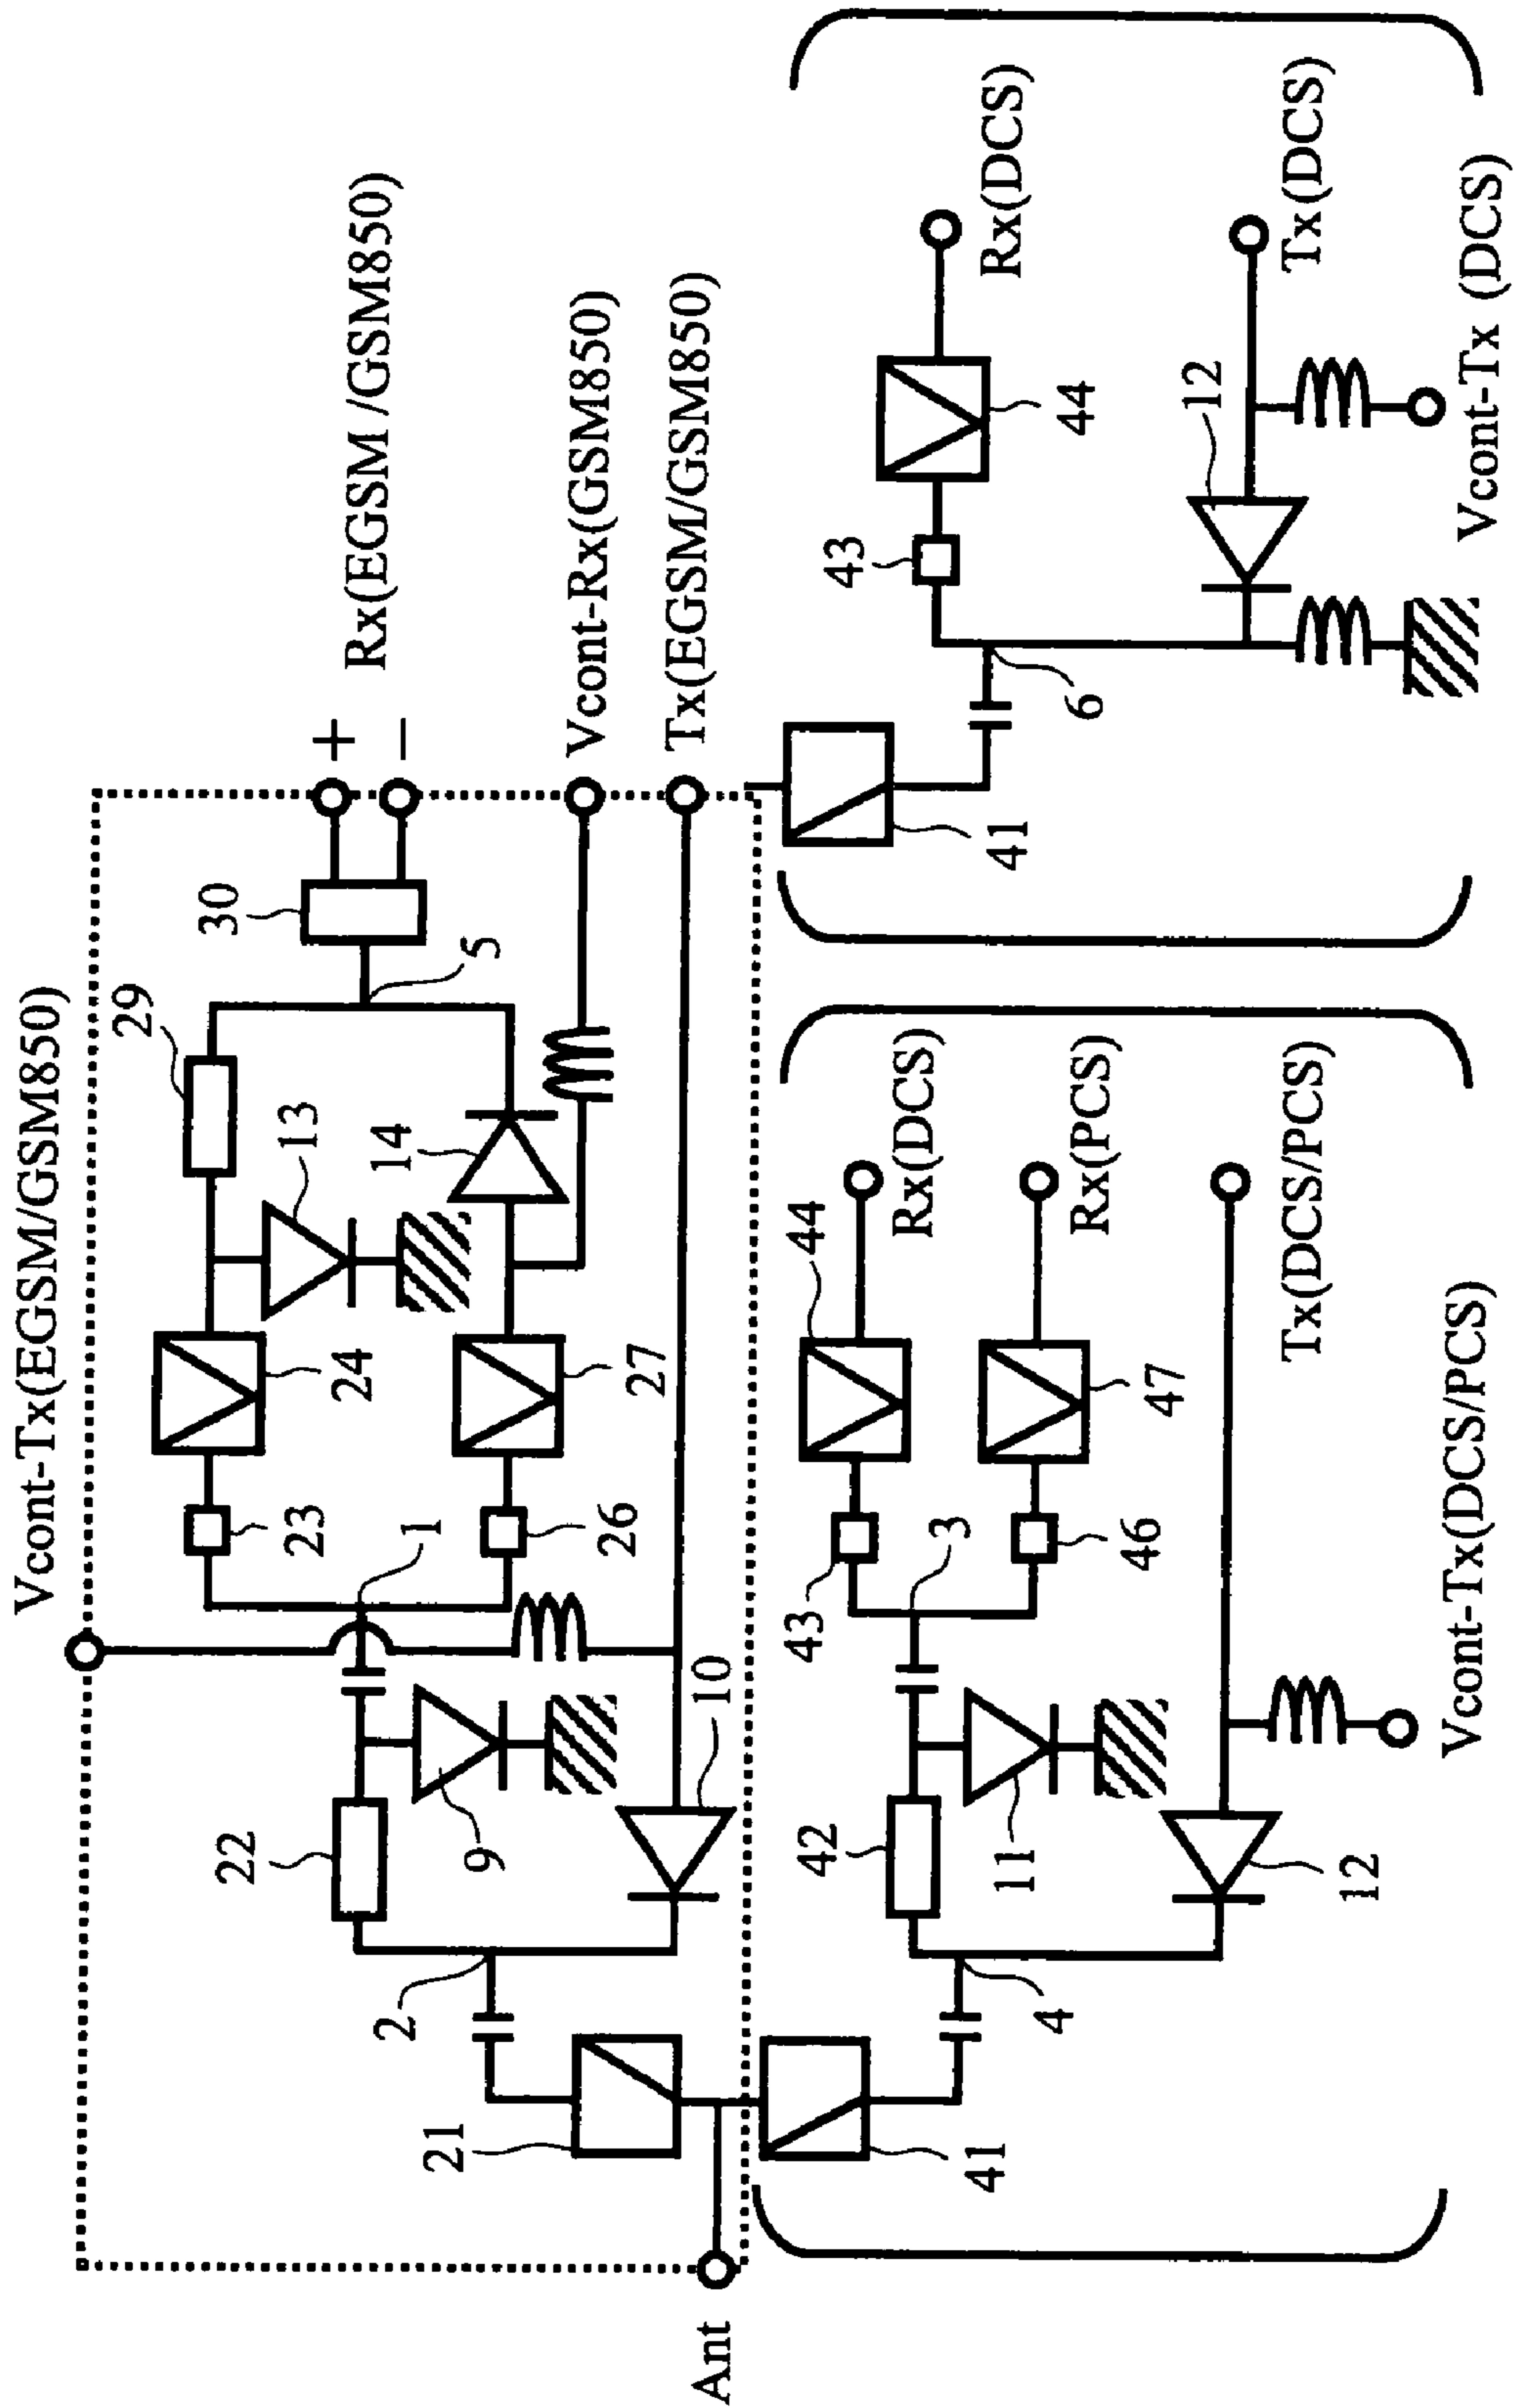 Vcont-Tx(EGSM/GSM850)
29
30
+
−
Rx(EGSM /GSM850)
23
24
13
5
22
1
14
Vcont-Rx(GSM850)
9
26
27
2
10
Tx(EGSM/GSM850)
21
Ant
41
4
42
11
12
43
3
46
44
47
Rx(DCS)
Rx(PCS)
Tx(DCS/PCS)
Vcont-Tx(DCS/PCS)
41
6
43
44
12
Rx(DCS)
Tx(DCS)
Vcont-Tx (DCS)